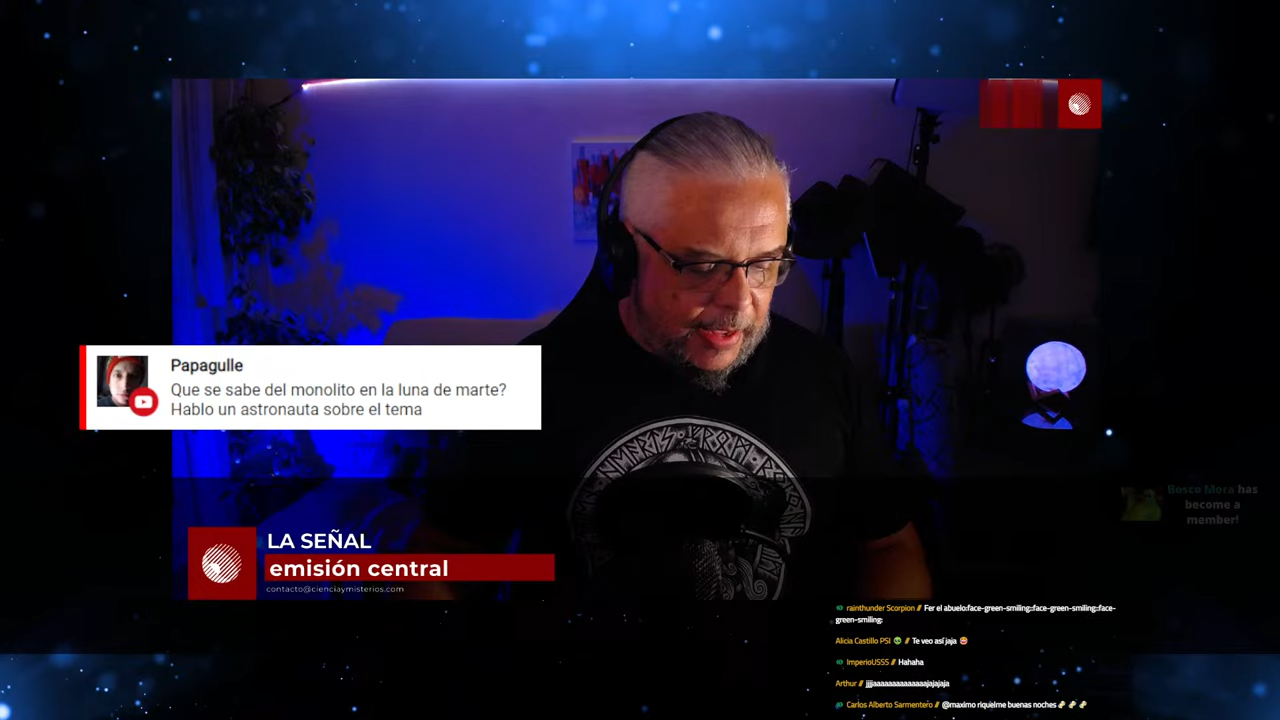 Papagulle
Que se sabe del monolito en la luna de marte?
Hablo un astronauta sobre el tema
Bosco Mora has
become a
member!
LA SEÑAL
emisión central
contacto@cienciaymisterios.com
rainthunder Scorpion // Fer el abuelo:face-green-smiling::face-green-smiling::face-
green-smiling:
Alicia Castillo PSI 👽 // Te veo así jaja 🤩
ImperioUSSS // Hahaha
Arthur // jjjjaaaaaaaaaaaaaaajajajaja
Carlos Alberto Sarmentero // @maximo riquelme buenas noches